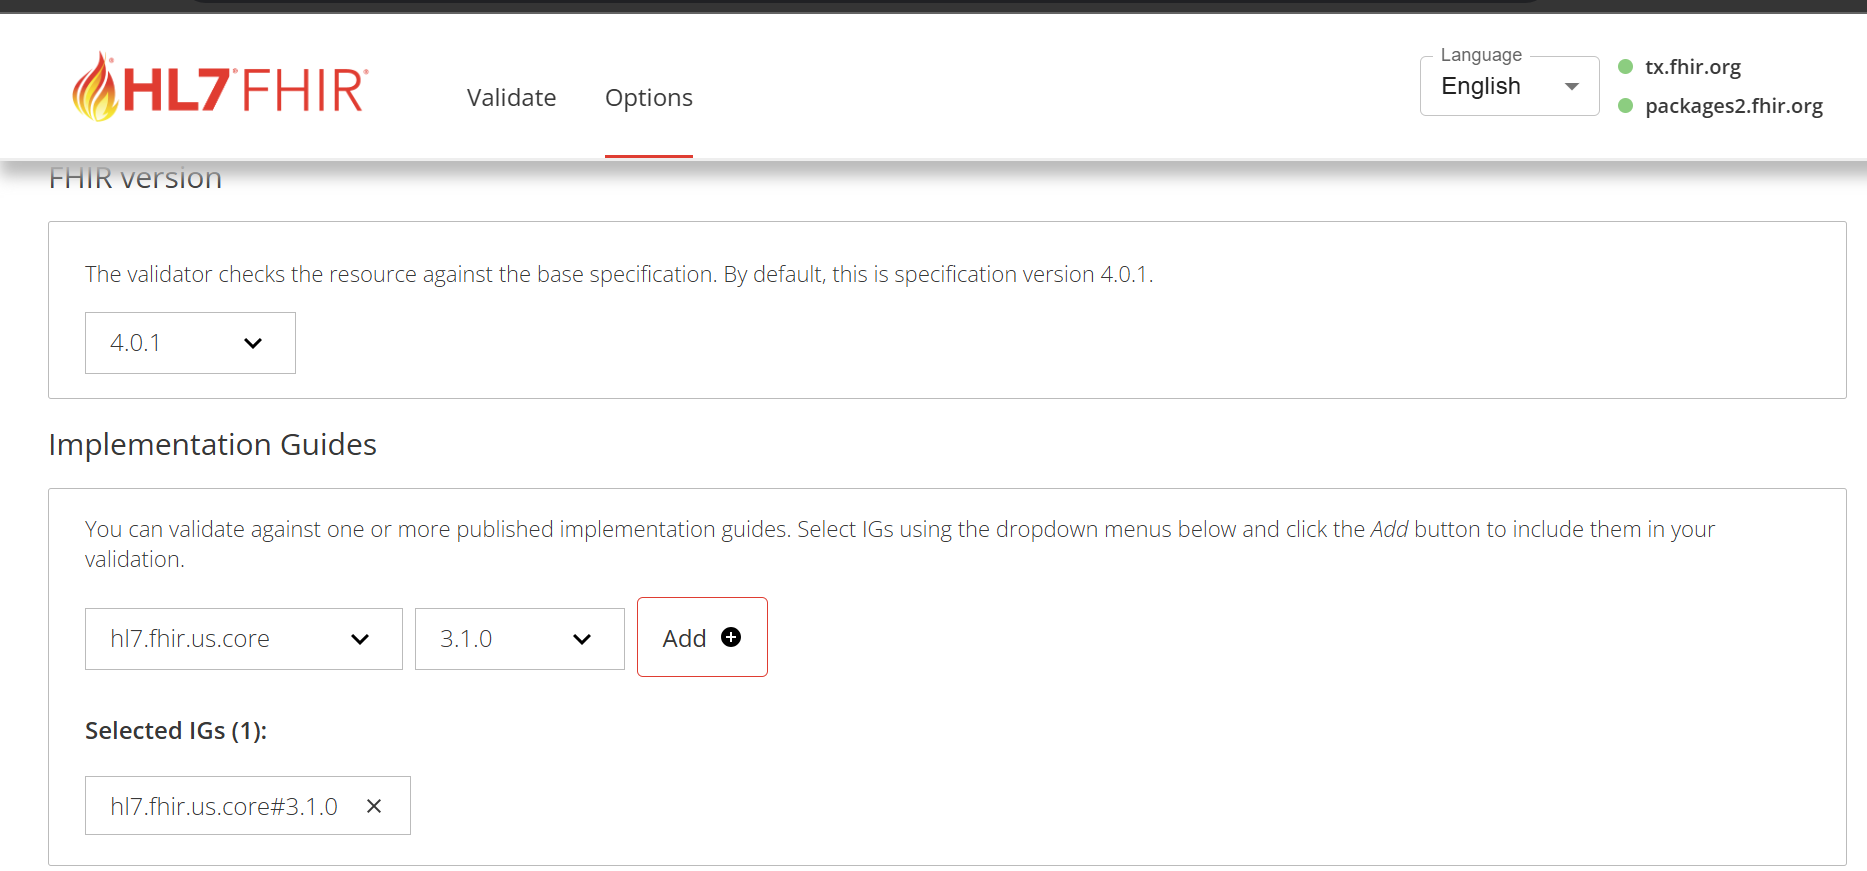 HL7 FHIR
Validate
Options
Language
English
tx.fhir.org
packages2.fhir.org
FHIR version
The validator checks the resource against the base specification. By default, this is specification version 4.0.1.
4.0.1
Implementation Guides
You can validate against one or more published implementation guides. Select IGs using the dropdown menus below and click the Add button to include them in your
validation.
hl7.fhir.us.core
3.1.0
Add
Selected IGs (1):
hl7.fhir.us.core#3.1.0